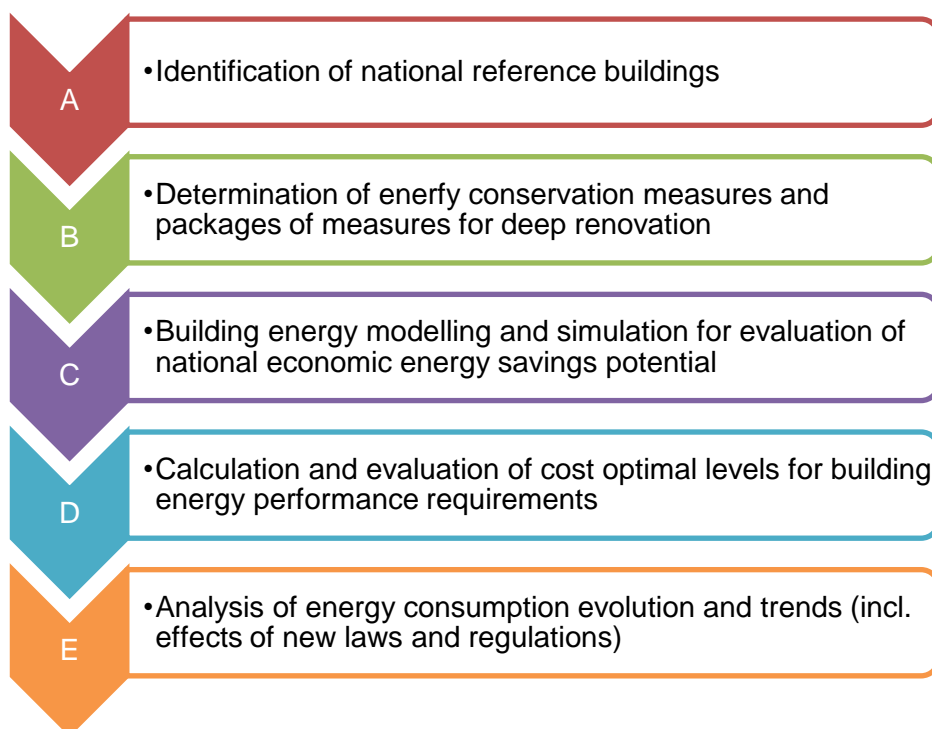 A
•Identification of national reference buildings
B
•Determination of enerfy conservation measures and
packages of measures for deep renovation
C
•Building energy modelling and simulation for evaluation of
national economic energy savings potential
D
•Calculation and evaluation of cost optimal levels for building
energy performance requirements
E
•Analysis of energy consumption evolution and trends (incl.
effects of new laws and regulations)